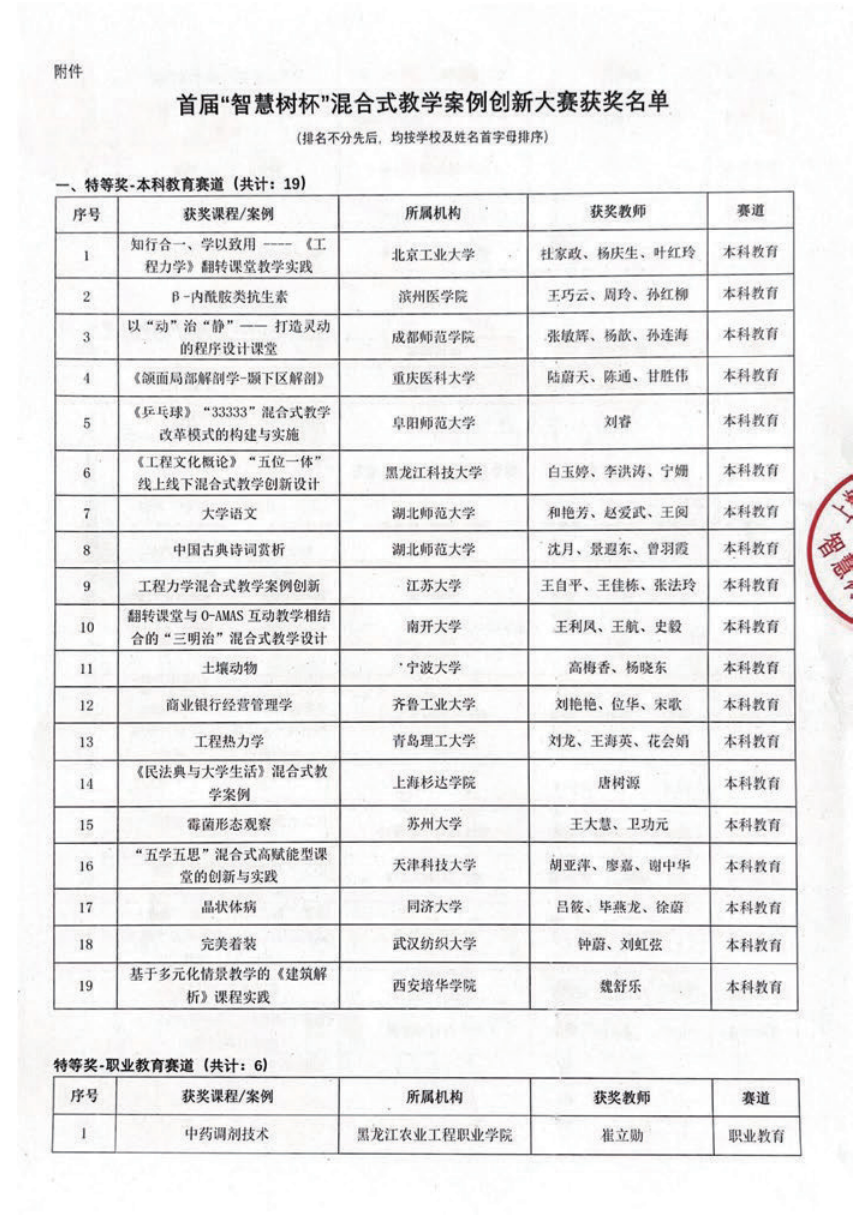 附件
首届“智慧树杯”混合式教学案例创新大赛获奖名单
(排名不分先后，均按学校及姓名首字母排序)
一、特等奖-本科教育赛道（共计：19）
序号 获奖课程/案例 所属机构 获奖教师 赛道
1 知行合一、学以致用 ---- 《工程力学》翻转课堂教学实践 北京工业大学 杜家政、杨庆生、叶红玲 本科教育
2 β-内酰胺类抗生素 滨州医学院 王巧云、周玲、孙红柳 本科教育
3 以“动”治“静”—— 打造灵动的程序设计课堂 成都师范学院 张敏辉、杨歆、孙连海 本科教育
4 《颌面局部解剖学-颞下区解剖》 重庆医科大学 陆蔚天、陈通、甘胜伟 本科教育
5 《乒乓球》“33333”混合式教学改革模式的构建与实施 阜阳师范大学 刘睿 本科教育
6 《工程文化概论》“五位一体”线上线下混合式教学创新设计 黑龙江科技大学 白玉婷、李洪涛、宁姗 本科教育
7 大学语文 湖北师范大学 和艳芳、赵爱武、王闵 本科教育
8 中国古典诗词赏析 湖北师范大学 沈月、景遐东、曾羽霞 本科教育
9 工程力学混合式教学案例创新 江苏大学 王自平、王佳栋、张法玲 本科教育
10 翻转课堂与 O-AMAS 互动教学相结合的“三明治”混合式教学设计 南开大学 王利凤、王航、史毅 本科教育
11 土壤动物 宁波大学 高梅香、杨晓东 本科教育
12 商业银行经营管理学 齐鲁工业大学 刘艳艳、位华、宋歌 本科教育
13 工程热力学 青岛理工大学 刘龙、王海英、花会娟 本科教育
14 《民法典与大学生活》混合式教学案例 上海杉达学院 唐树源 本科教育
15 霉菌形态观察 苏州大学 王大慧、卫功元 本科教育
16 “五学五思”混合式高赋能型课堂的创新与实践 天津科技大学 胡亚萍、廖嘉、谢中华 本科教育
17 晶状体病 同济大学 吕筱、毕燕龙、徐蔚 本科教育
18 完美着装 武汉纺织大学 钟蔚、刘虹弦 本科教育
19 基于多元化情景教学的《建筑解析》课程实践 西安培华学院 魏舒乐 本科教育
特等奖-职业教育赛道（共计：6）
序号 获奖课程/案例 所属机构 获奖教师 赛道
1 中药调剂技术 黑龙江农业工程职业学院 崔立勋 职业教育
上
智慧